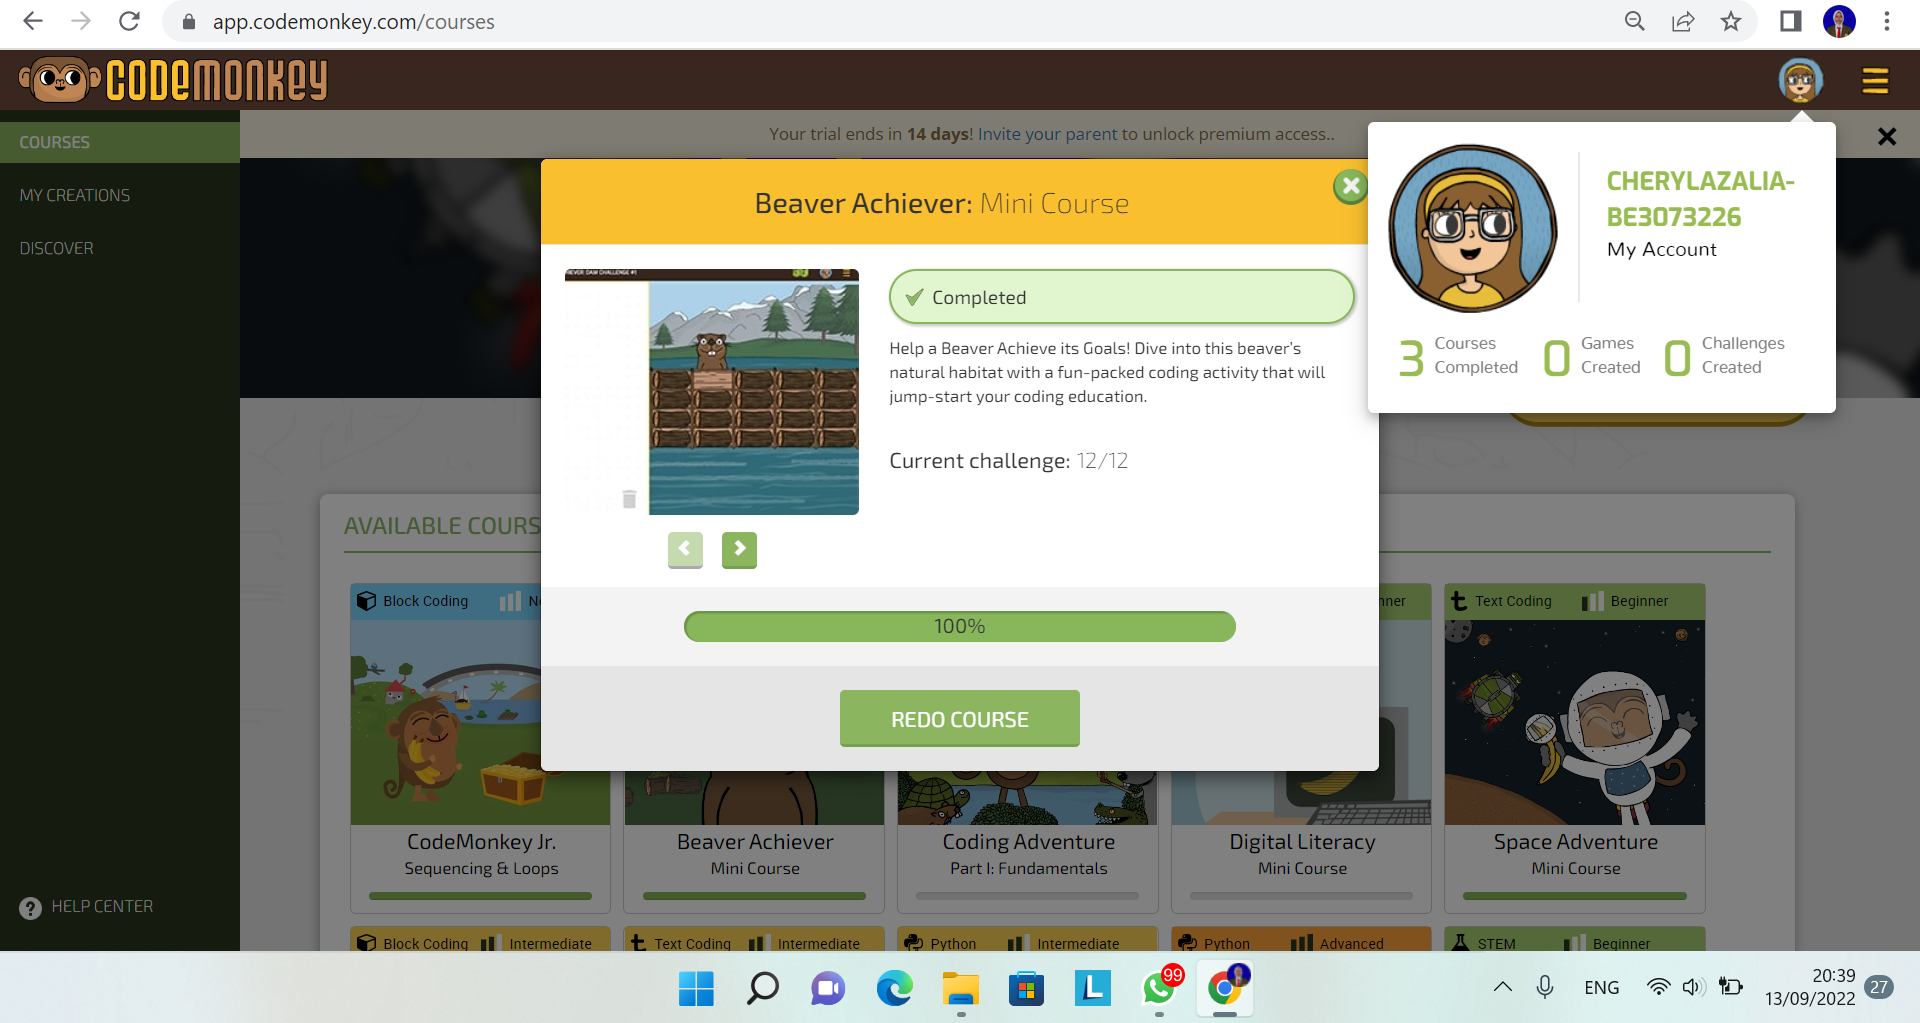 app.codemonkey.com/courses
CODEMONKEY
COURSES
MY CREATIONS
DISCOVER
HELP CENTER
Your trial ends in 14 days! Invite your parent to unlock premium access..
CHERYLAZALIA-
BE3073226
My Account
3 Courses Completed
0 Games Created
0 Challenges Created
Beaver Achiever: Mini Course
DAM CHALLENGE #1
Completed
Help a Beaver Achieve its Goals! Dive into this beaver's
natural habitat with a fun-packed coding activity that will
jump-start your coding education.
Current challenge: 12/12
100%
REDO COURSE
AVAILABLE COURS
Block Coding
Text Coding Beginner
CodeMonkey Jr.
Sequencing & Loops
Beaver Achiever
Mini Course
Coding Adventure
Part I: Fundamentals
Digital Literacy
Mini Course
Space Adventure
Mini Course
Block Coding Intermediate
Text Coding Intermediate
Python Intermediate
Python Advanced
STEM Beginner
99
ENG
20:39
13/09/2022
27